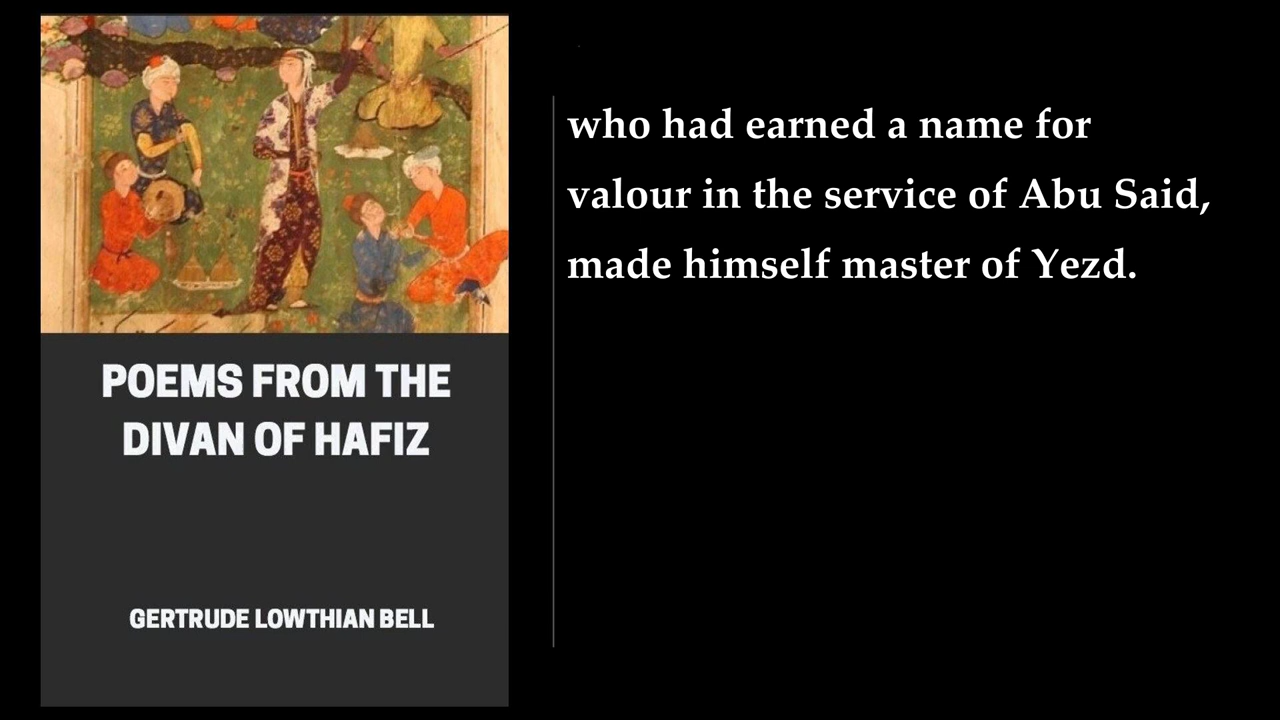 POEMS FROM THE
DIVAN OF HAFIZ
GERTRUDE LOWTHIAN BELL
who had earned a name for
valour in the service of Abu Said,
made himself master of Yezd.